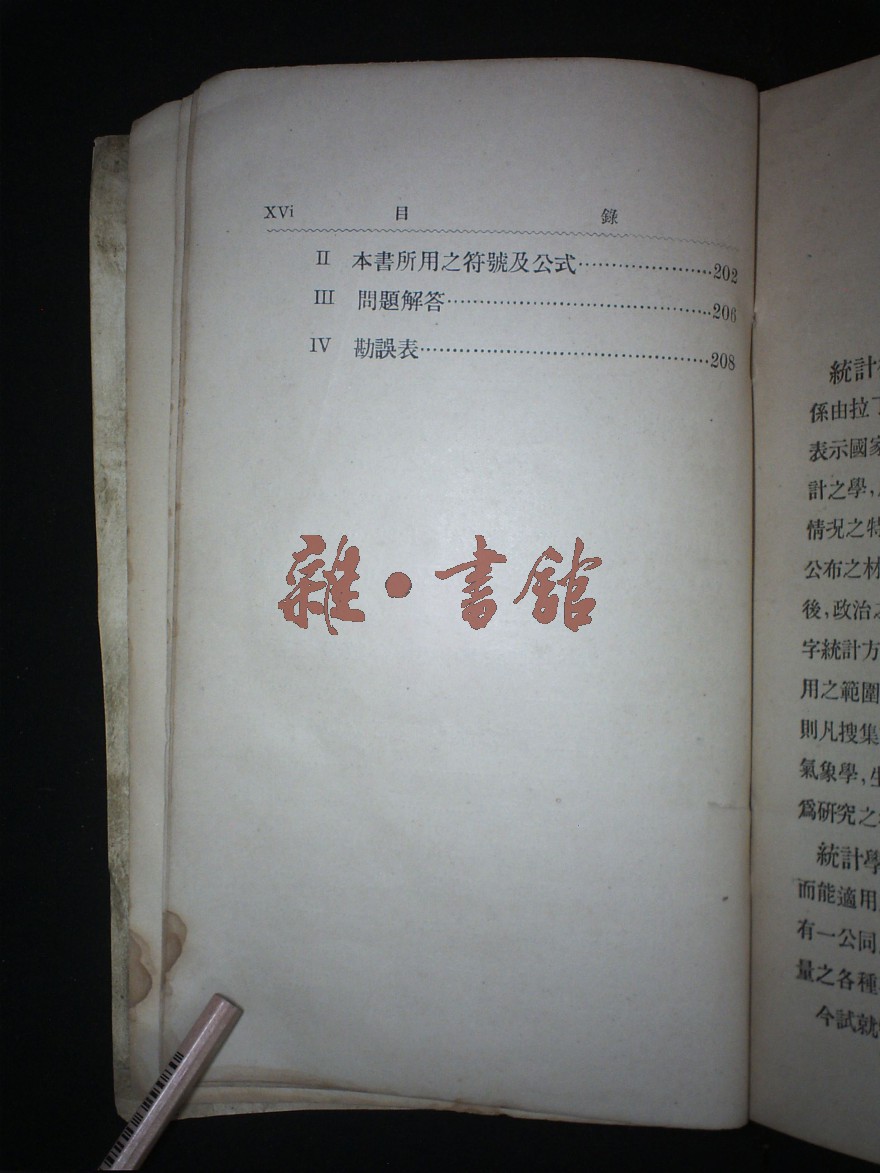 XVi 目 錄
II 本書所用之符號及公式…………………202
III 問題解答………………………………206
IV 勘誤表…………………………………208
雜·書舘
統計
係由拉丁
表示國家
計之學,
情况之特
公布之材
後,政治之
字統計方
用之範圍
則凡搜集
氣象學,生
爲研究之
統計學
而能適用
有一公同
量之各種
今試就